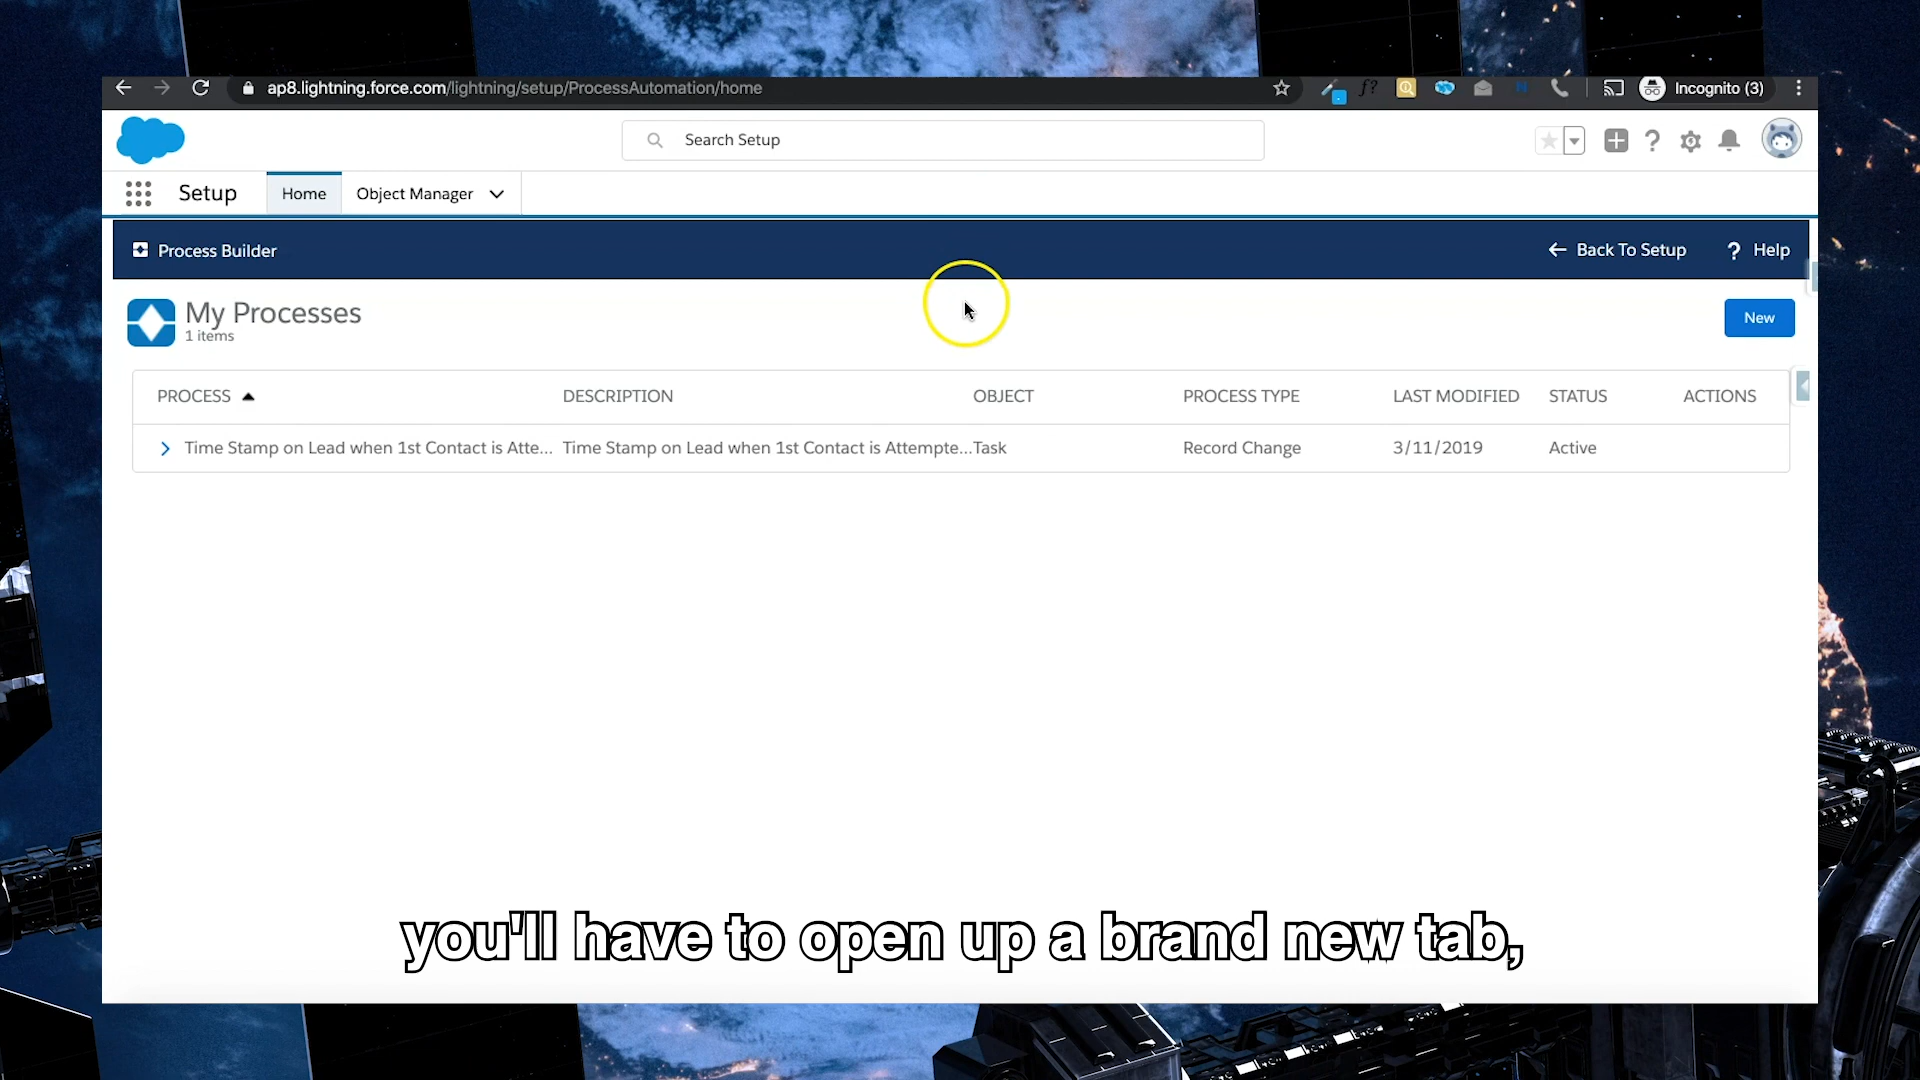 ap8.lightning.force.com/lightning/setup/ProcessAutomation/home
f?
Incognito (3)
Search Setup
Setup
Home
Object Manager
Process Builder
Back To Setup
? Help
My Processes
1 items
New
PROCESS DESCRIPTION OBJECT PROCESS TYPE LAST MODIFIED STATUS ACTIONS
Time Stamp on Lead when 1st Contact is Atte... Time Stamp on Lead when 1st Contact is Attempte... Task Record Change 3/11/2019 Active
you'll have to open up a brand new tab,